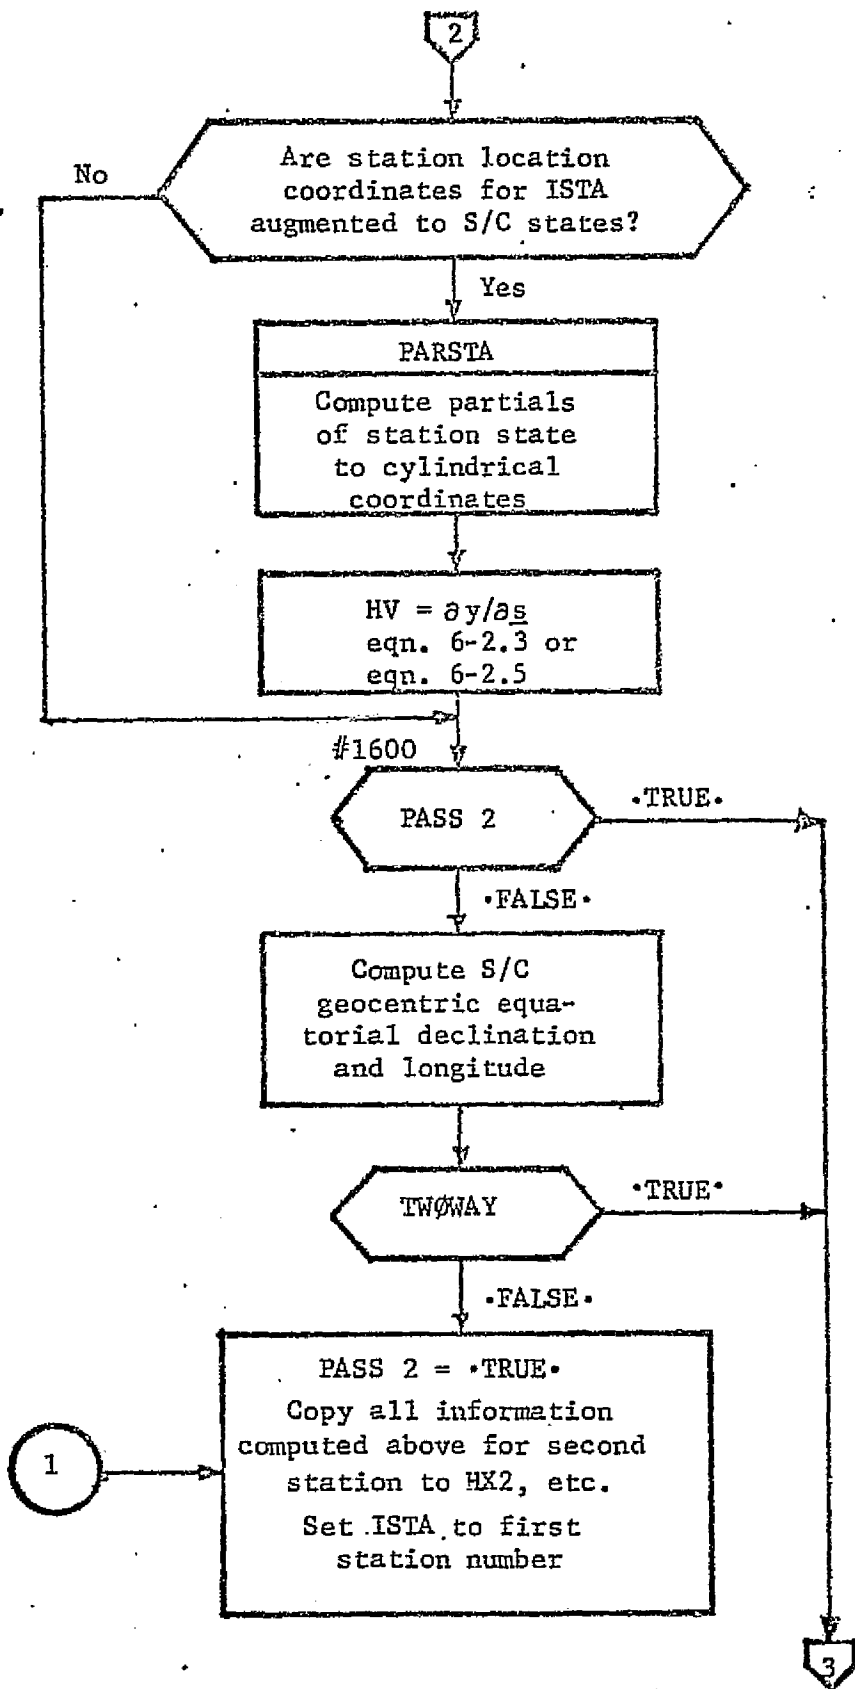 2
Are station location
coordinates for ISTA
augmented to S/C states?
No
Yes
PARSTA
Compute partials
of station state
to cylindrical
coordinates
HV = ∂y/∂s
eqn. 6-2.3 or
eqn. 6-2.5
#1600
PASS 2
•TRUE•
•FALSE•
Compute S/C
geocentric equa-
torial declination
and longitude
TWØWAY
•TRUE•
•FALSE•
PASS 2 = •TRUE•
Copy all information
computed above for second
station to HX2, etc.
Set ISTA to first
station number
1
3